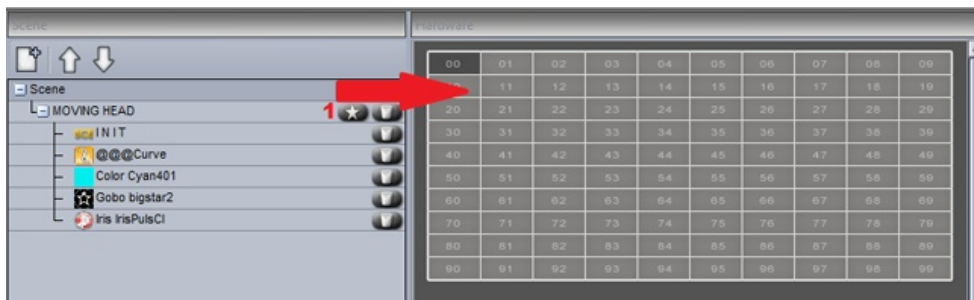 Scene
Hardware
Scene
MOVING HEAD
1
INIT
@@@Curve
Color Cyan401
Gobo bigstar2
Iris IrisPulsCl
00 01 02 03 04 05 06 07 08 09
11 12 13 14 15 16 17 18 19
20 21 22 23 24 25 26 27 28 29
30 31 32 33 34 35 36 37 38 39
40 41 42 43 44 45 46 47 48 49
50 51 52 53 54 55 56 57 58 59
60 61 62 63 64 65 66 67 68 69
70 71 72 73 74 75 76 77 78 79
80 81 82 83 84 85 86 87 88 89
90 91 92 93 94 95 96 97 98 99